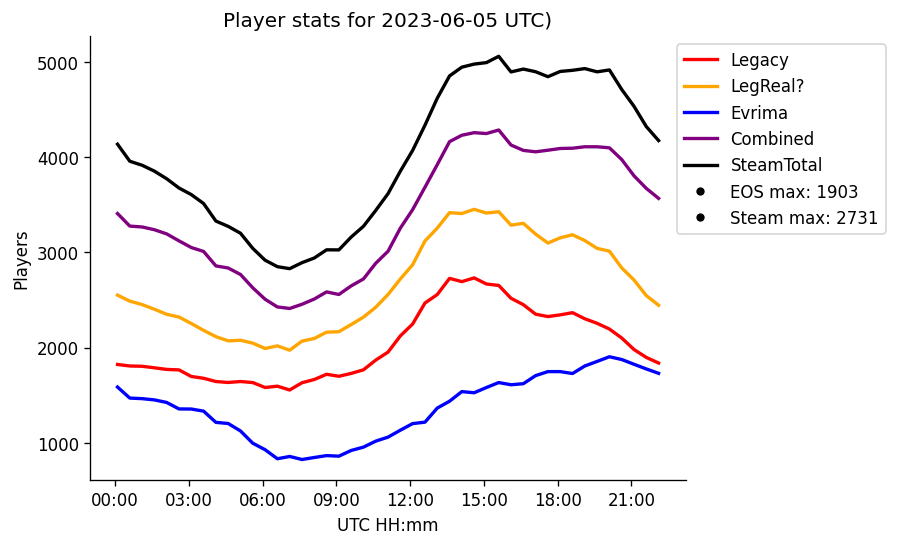 Player stats for 2023-06-05 UTC)
Players
5000
4000
3000
2000
1000
00:00 03:00 06:00 09:00 12:00 15:00 18:00 21:00
UTC HH:mm
Legacy
LegReal?
Evrima
Combined
SteamTotal
EOS max: 1903
Steam max: 2731